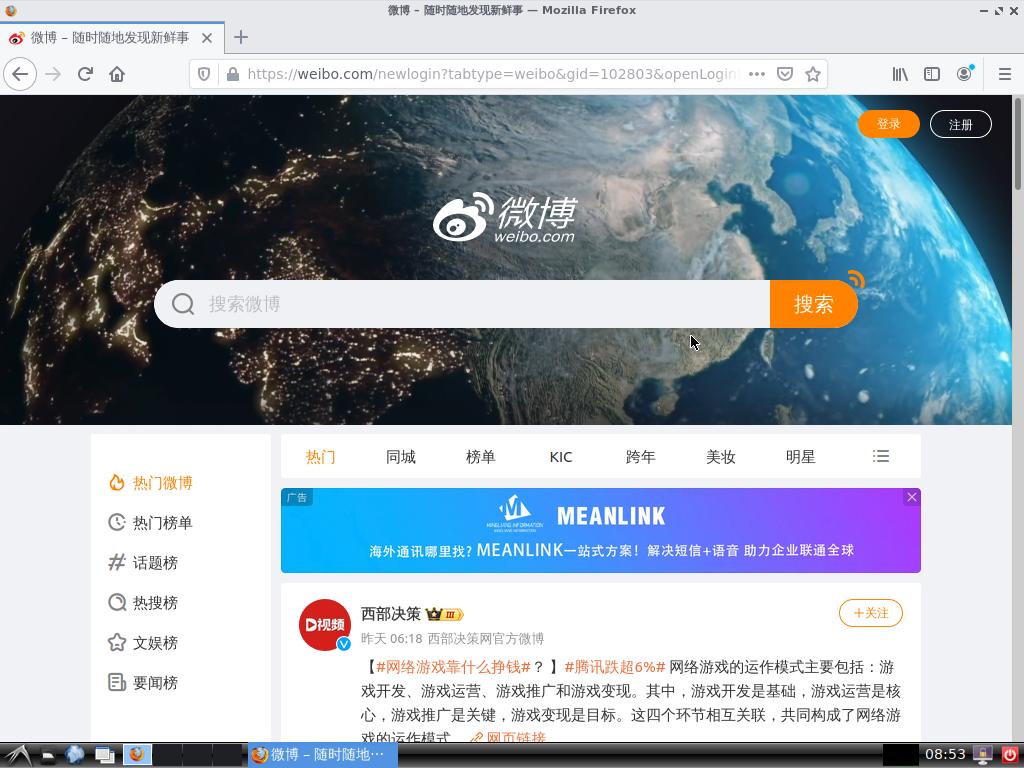 微博 – 随时随地发现新鲜事 — Mozilla Firefox
微博 – 随时随地发现新鲜事
https://weibo.com/newlogin?tabtype=weibo&gid=102803&openLogin
登录
注册
微博
weibo.com
搜索微博
搜索
热门微博
热门榜单
话题榜
热搜榜
文娱榜
要闻榜
热门 同城 榜单 KIC 跨年 美妆 明星
广告
MINGLIANG INFORMATION
MEANLINK
海外通讯哪里找? MEANLINK一站式方案！解决短信+语音 助力企业联通全球
D视频
西部决策 III
+关注
昨天 06:18 西部决策网官方微博
【#网络游戏靠什么挣钱#？】#腾讯跌超6%# 网络游戏的运作模式主要包括：游
戏开发、游戏运营、游戏推广和游戏变现。其中，游戏开发是基础，游戏运营是核
心，游戏推广是关键，游戏变现是目标。这四个环节相互关联，共同构成了网络游
戏的运作模式。 网页链接
微博 – 随时随地···
08:53